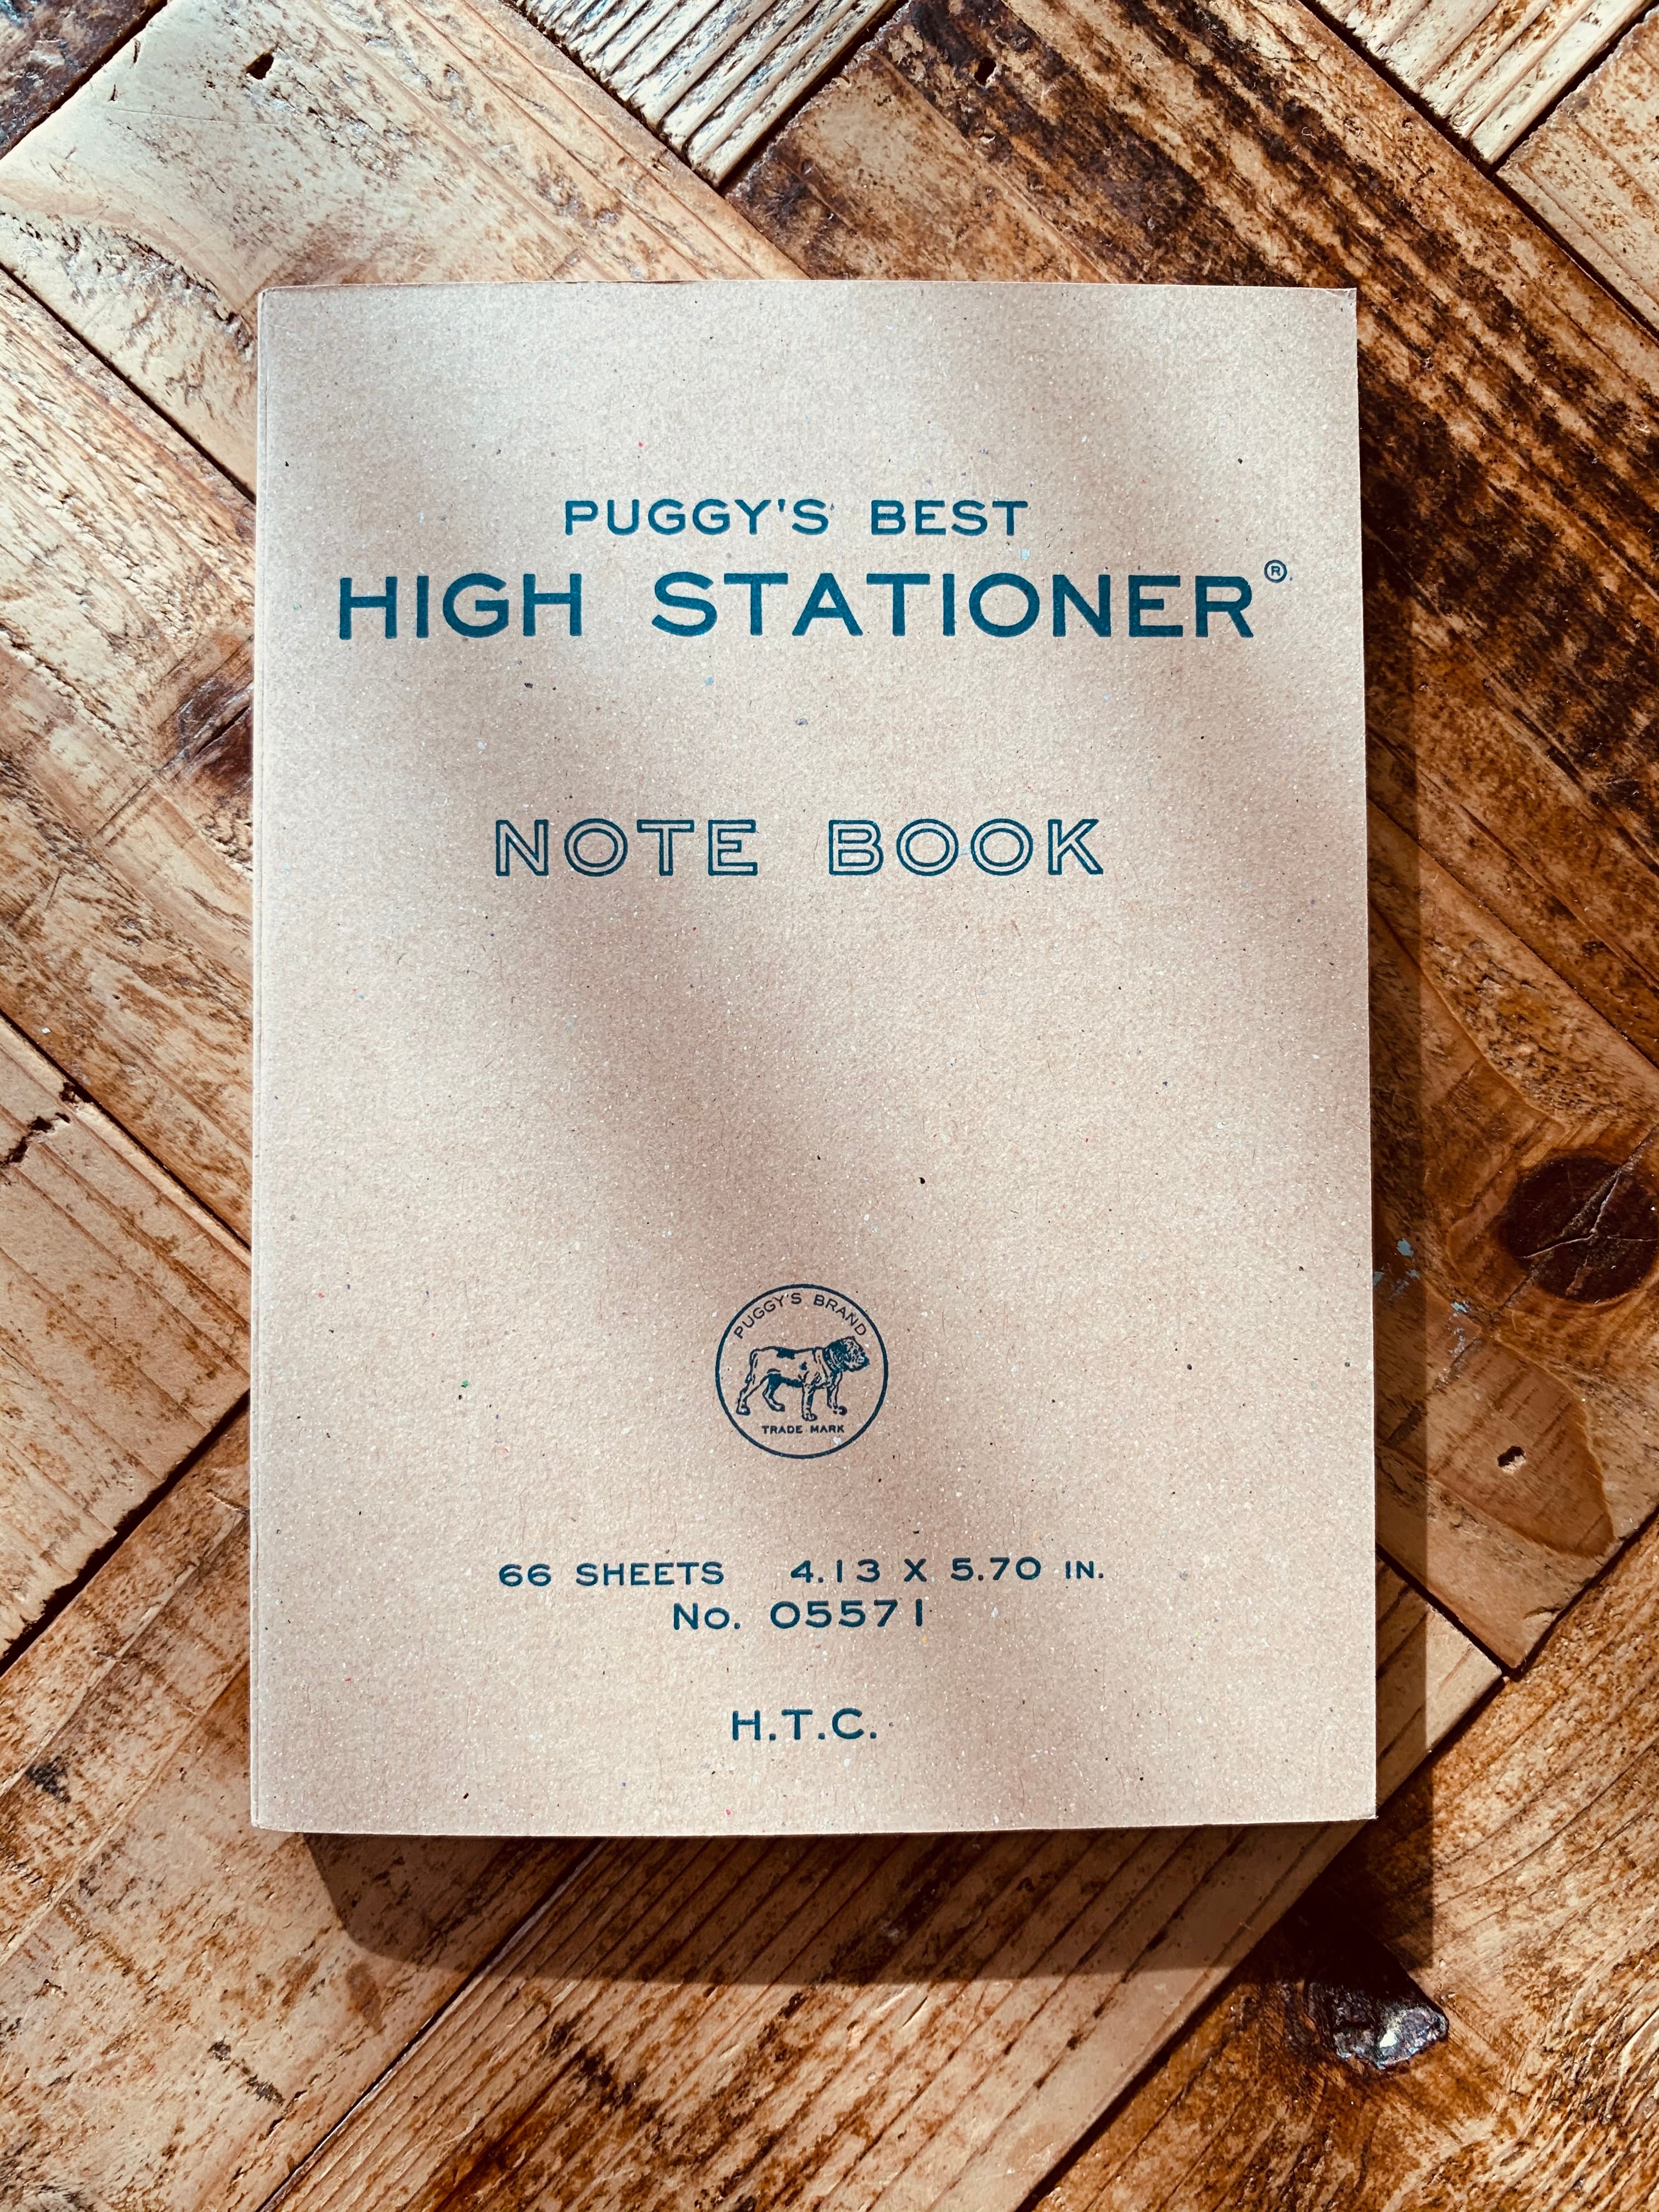 PUGGY'S BEST
HIGH STATIONER®
NOTE BOOK
PUGGY'S BRAND
TRADE MARK
66 SHEETS 4.13 X 5.70 IN.
No. 05571
H.T.C.